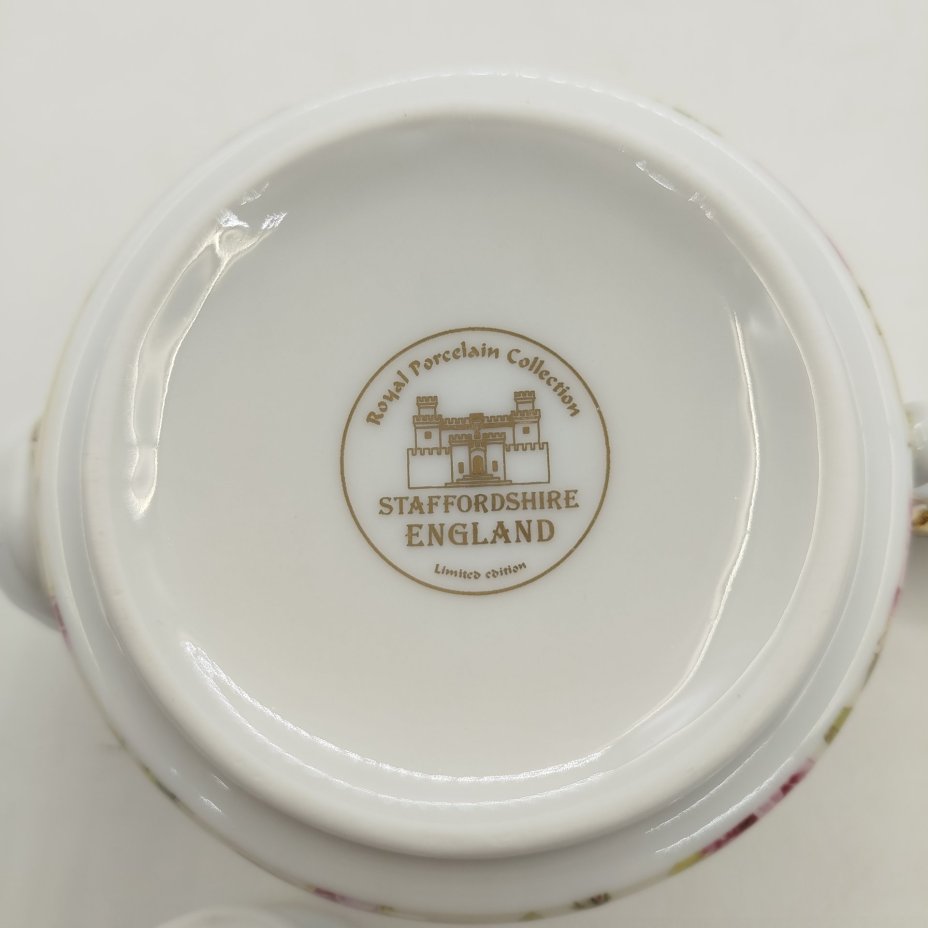 Royal Porcelain Collection
STAFFORDSHIRE
ENGLAND
Limited edition